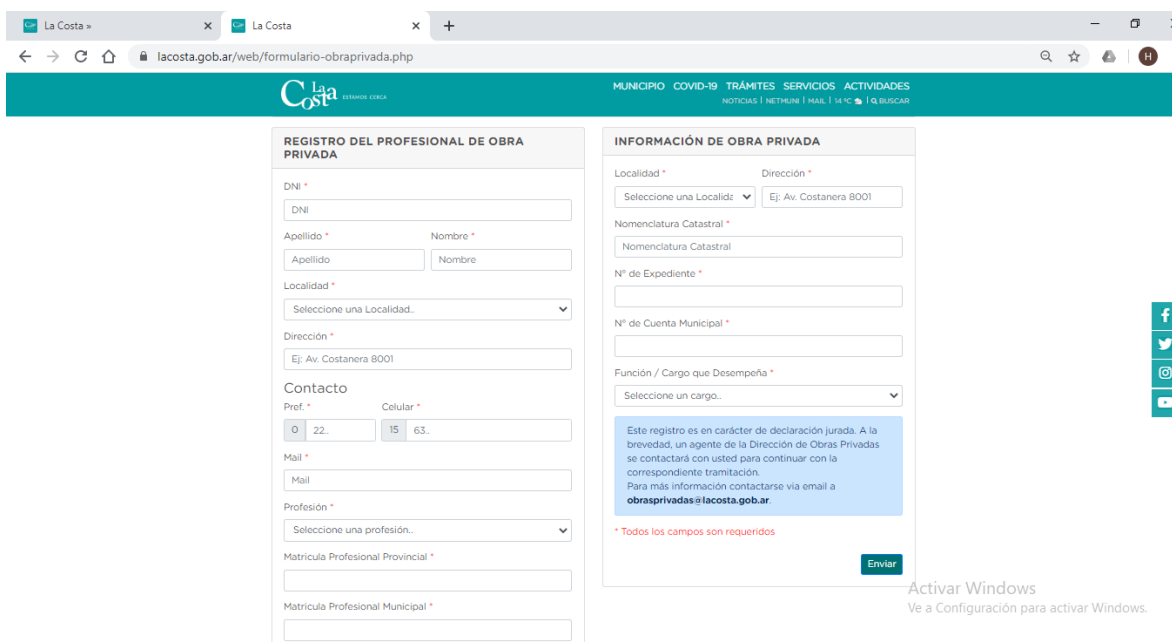 La Costa »
La Costa
lacosta.gob.ar/web/formulario-obraprivada.php
H
La Costa ESTAMOS CERCA
MUNICIPIO COVID-19 TRÁMITES SERVICIOS ACTIVIDADES
NOTICIAS | NETMUNI | MAIL | 14 °C | BUSCAR
REGISTRO DEL PROFESIONAL DE OBRA
PRIVADA
DNI *
DNI
Apellido * Nombre *
Apellido Nombre
Localidad *
Seleccione una Localidad..
Dirección *
Ej: Av. Costanera 8001
Contacto
Pref. * Celular *
0 22.. 15 63..
Mail *
Mail
Profesión *
Seleccione una profesión..
Matricula Profesional Provincial *
Matricula Profesional Municipal *
INFORMACIÓN DE OBRA PRIVADA
Localidad * Dirección *
Seleccione una Localida Ej: Av. Costanera 8001
Nomenclatura Catastral *
Nomenclatura Catastral
N° de Expediente *
N° de Cuenta Municipal *
Función / Cargo que Desempeña *
Seleccione un cargo..
Este registro es en carácter de declaración jurada. A la
brevedad, un agente de la Dirección de Obras Privadas
se contactará con usted para continuar con la
correspondiente tramitación.
Para más información contactarse via email a
obrasprivadas@lacosta.gob.ar.
* Todos los campos son requeridos
Enviar
Activar Windows
Ve a Configuración para activar Windows.